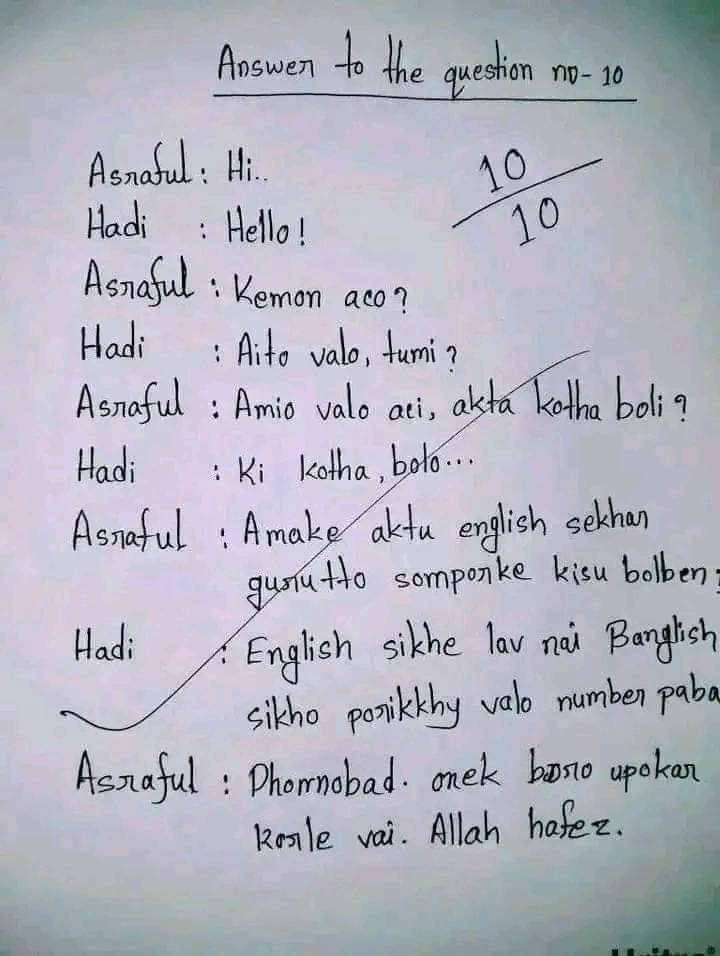 Answer to the question no- 10
10
10
Asraful : Hi..
Hadi : Hello!
Asraful : Kemon aco?
Hadi : Aito valo, tumi?
Asraful : Amio valo aci, akta kotha boli?
Hadi : Ki kotha, bolo...
Asraful : Amake aktu english sekhar
gurutto somporke kisu bolben?
Hadi : English sikhe lav nai Banglish
sikho porikkhy valo number paba
Asraful : Dhonnobad. onek boro upokar
korle vai. Allah hafez.